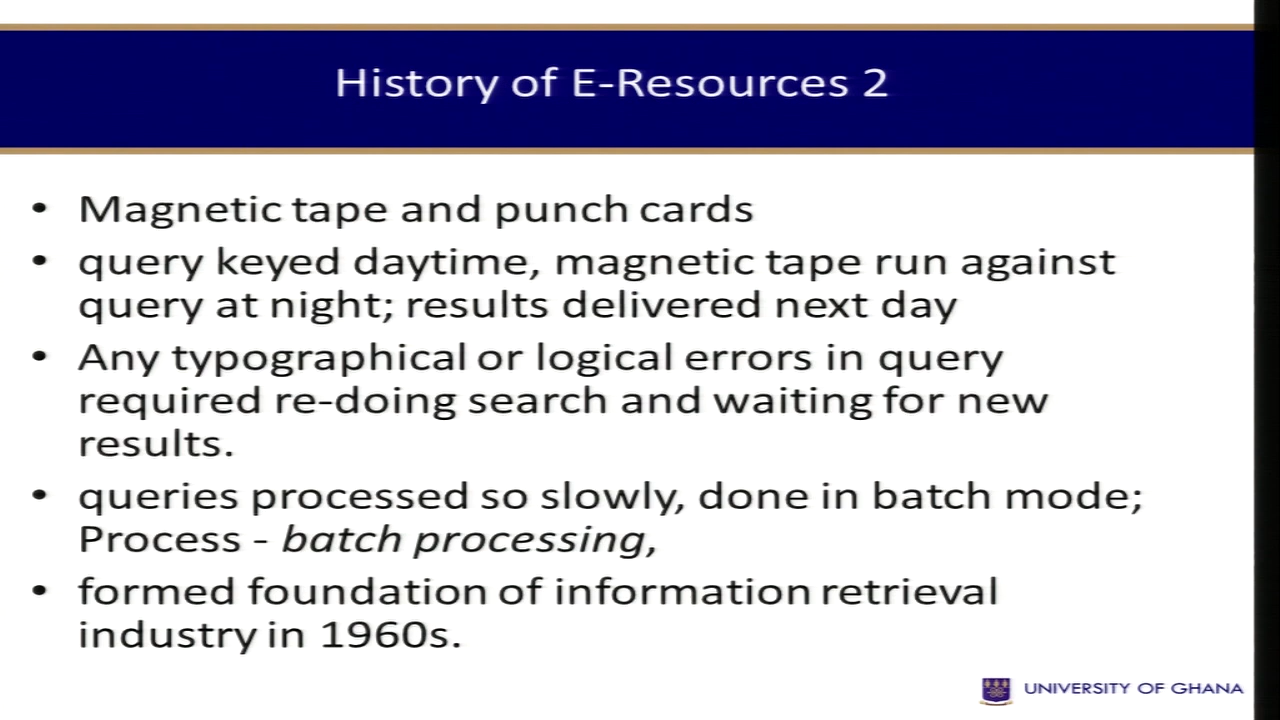 History of E-Resources 2
• Magnetic tape and punch cards
• query keyed daytime, magnetic tape run against
query at night; results delivered next day
• Any typographical or logical errors in query
required re-doing search and waiting for new
results.
• queries processed so slowly, done in batch mode;
Process - batch processing,
• formed foundation of information retrieval
industry in 1960s.
UNIVERSITY OF GHANA